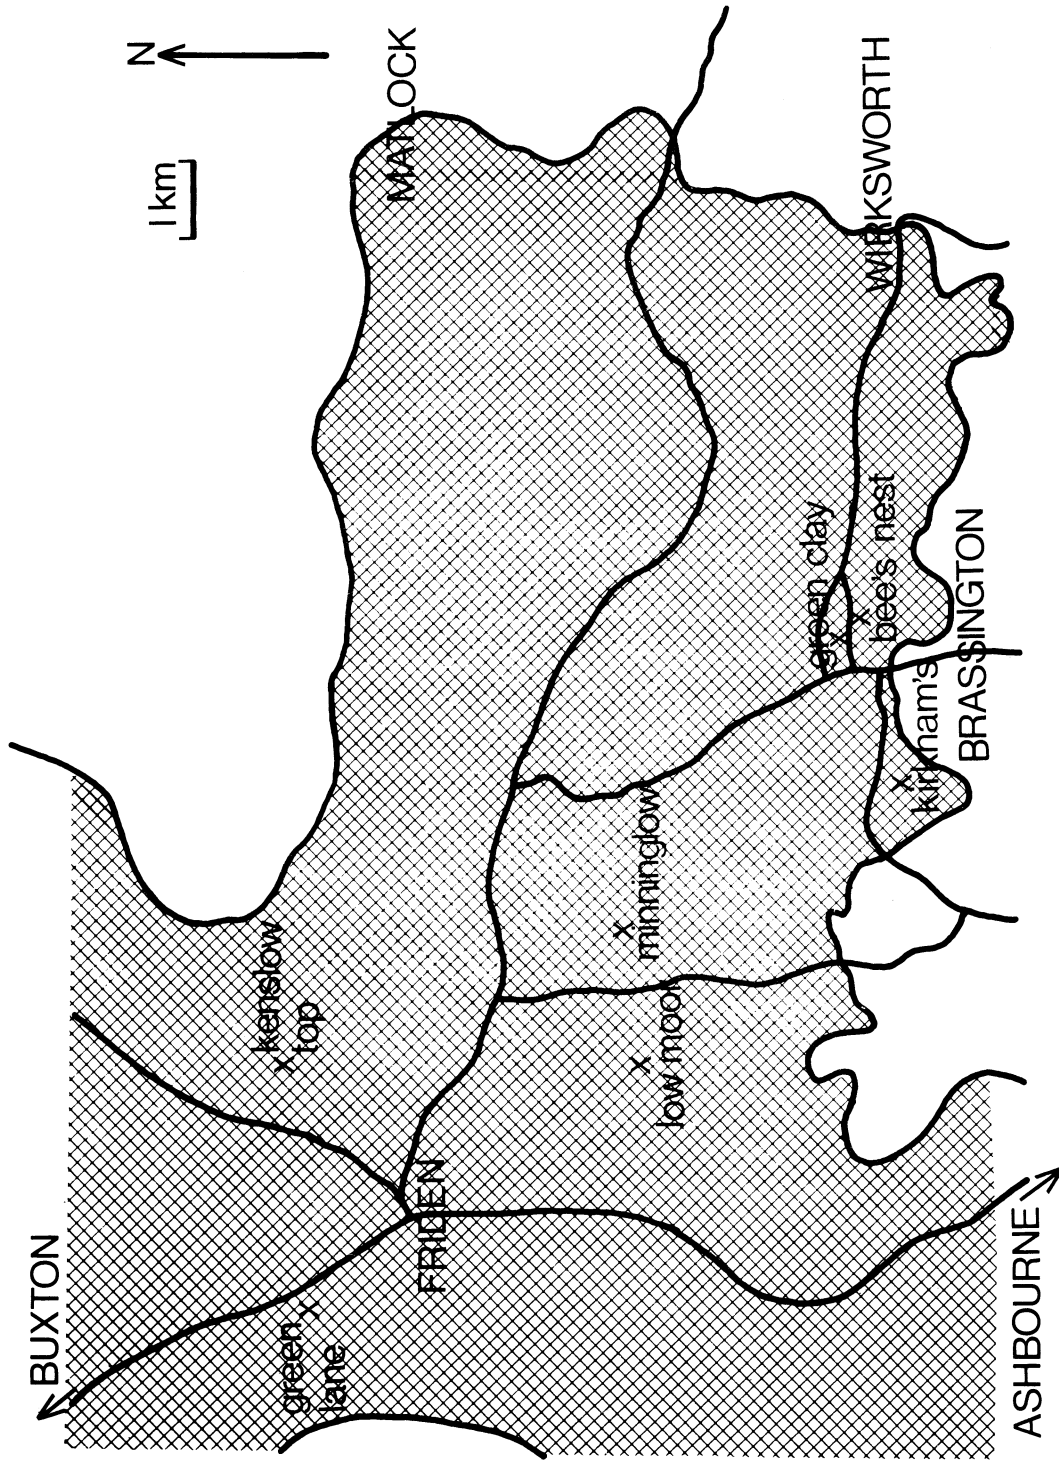 BUXTON
N
1 km
green
lane
kenslow
top
MATLOCK
FRIDEN
low moor
minninglow
green clay
bee's nest
WIRKSWORTH
kirkham's
BRASSINGTON
ASHBOURNE
x
x
x
x
x
x
x